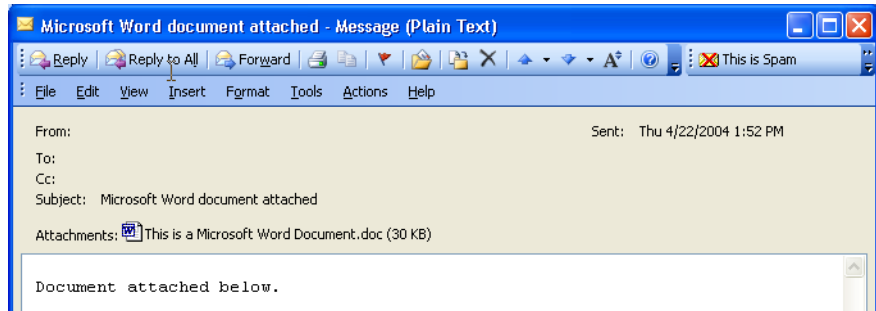 Microsoft Word document attached - Message (Plain Text)
Reply Reply to All Forward This is Spam
File Edit View Insert Format Tools Actions Help
From: Sent: Thu 4/22/2004 1:52 PM
To:
Cc:
Subject: Microsoft Word document attached
Attachments: This is a Microsoft Word Document.doc (30 KB)
Document attached below.